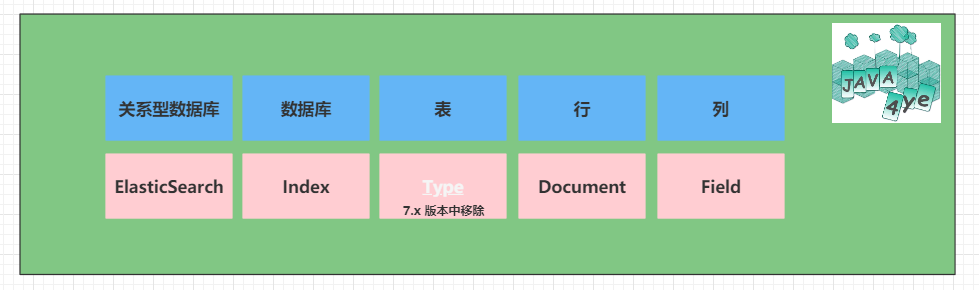 关系型数据库 数据库 表 行 列
ElasticSearch Index Type Document Field
7.x 版本中移除
JAVA
4ye